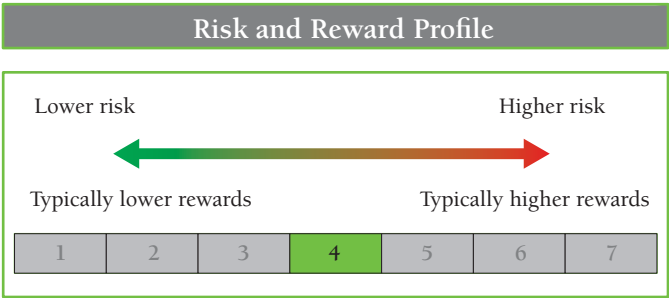 Risk and Reward Profile
Lower risk Higher risk
Typically lower rewards Typically higher rewards
1 2 3 4 5 6 7